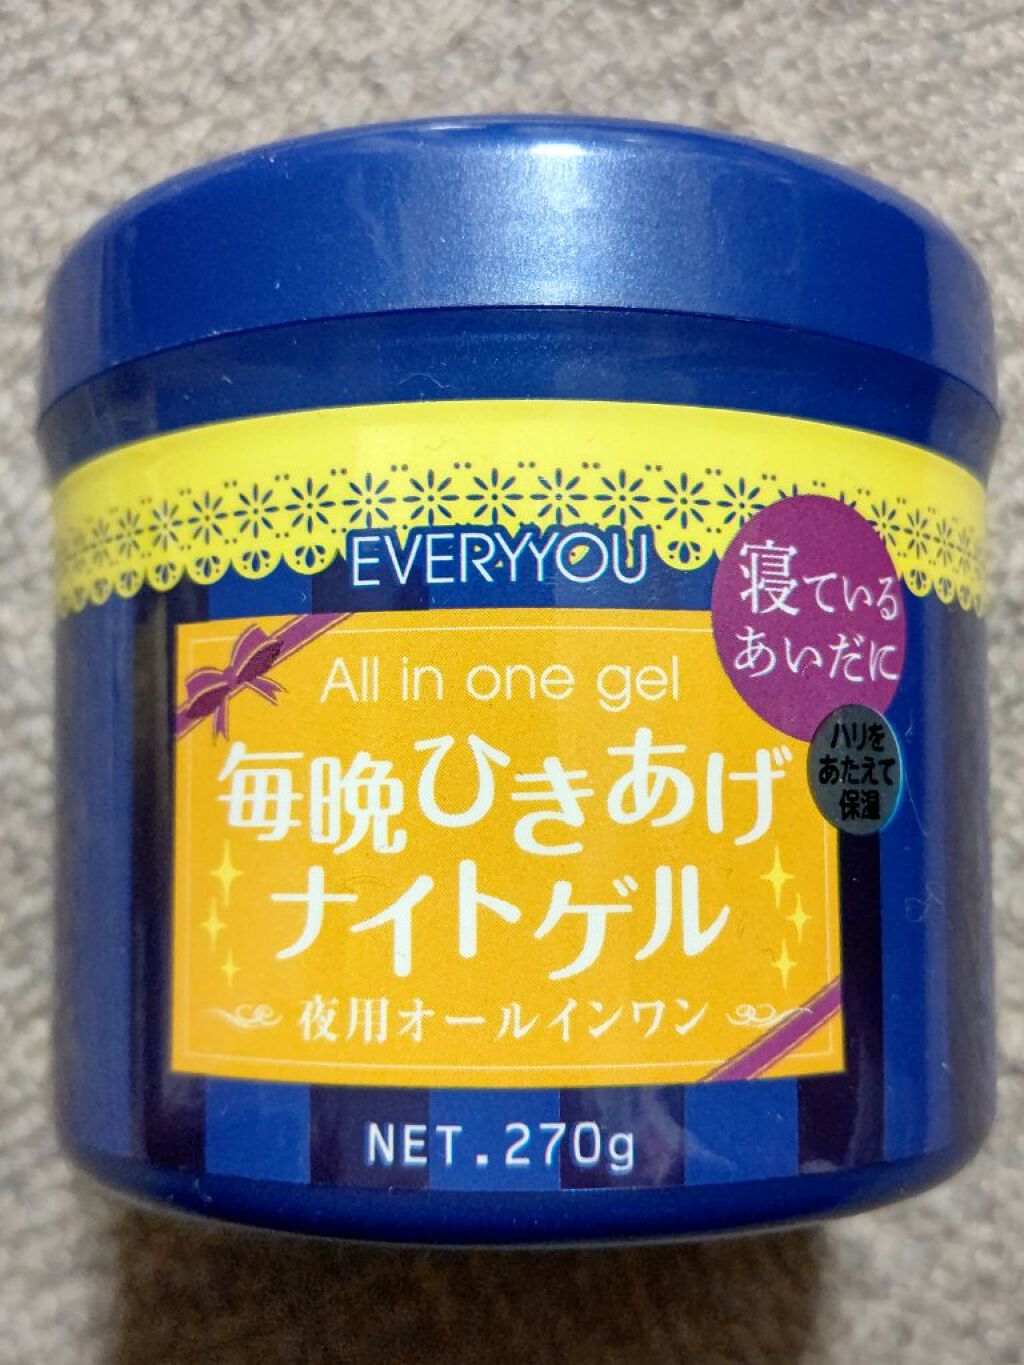 EVERYYOU
寝ている
あいだに
ハリを
あたえて
保湿
All in one gel
毎晩ひきあげ
ナイトゲル
夜用オールインワン
NET.270g